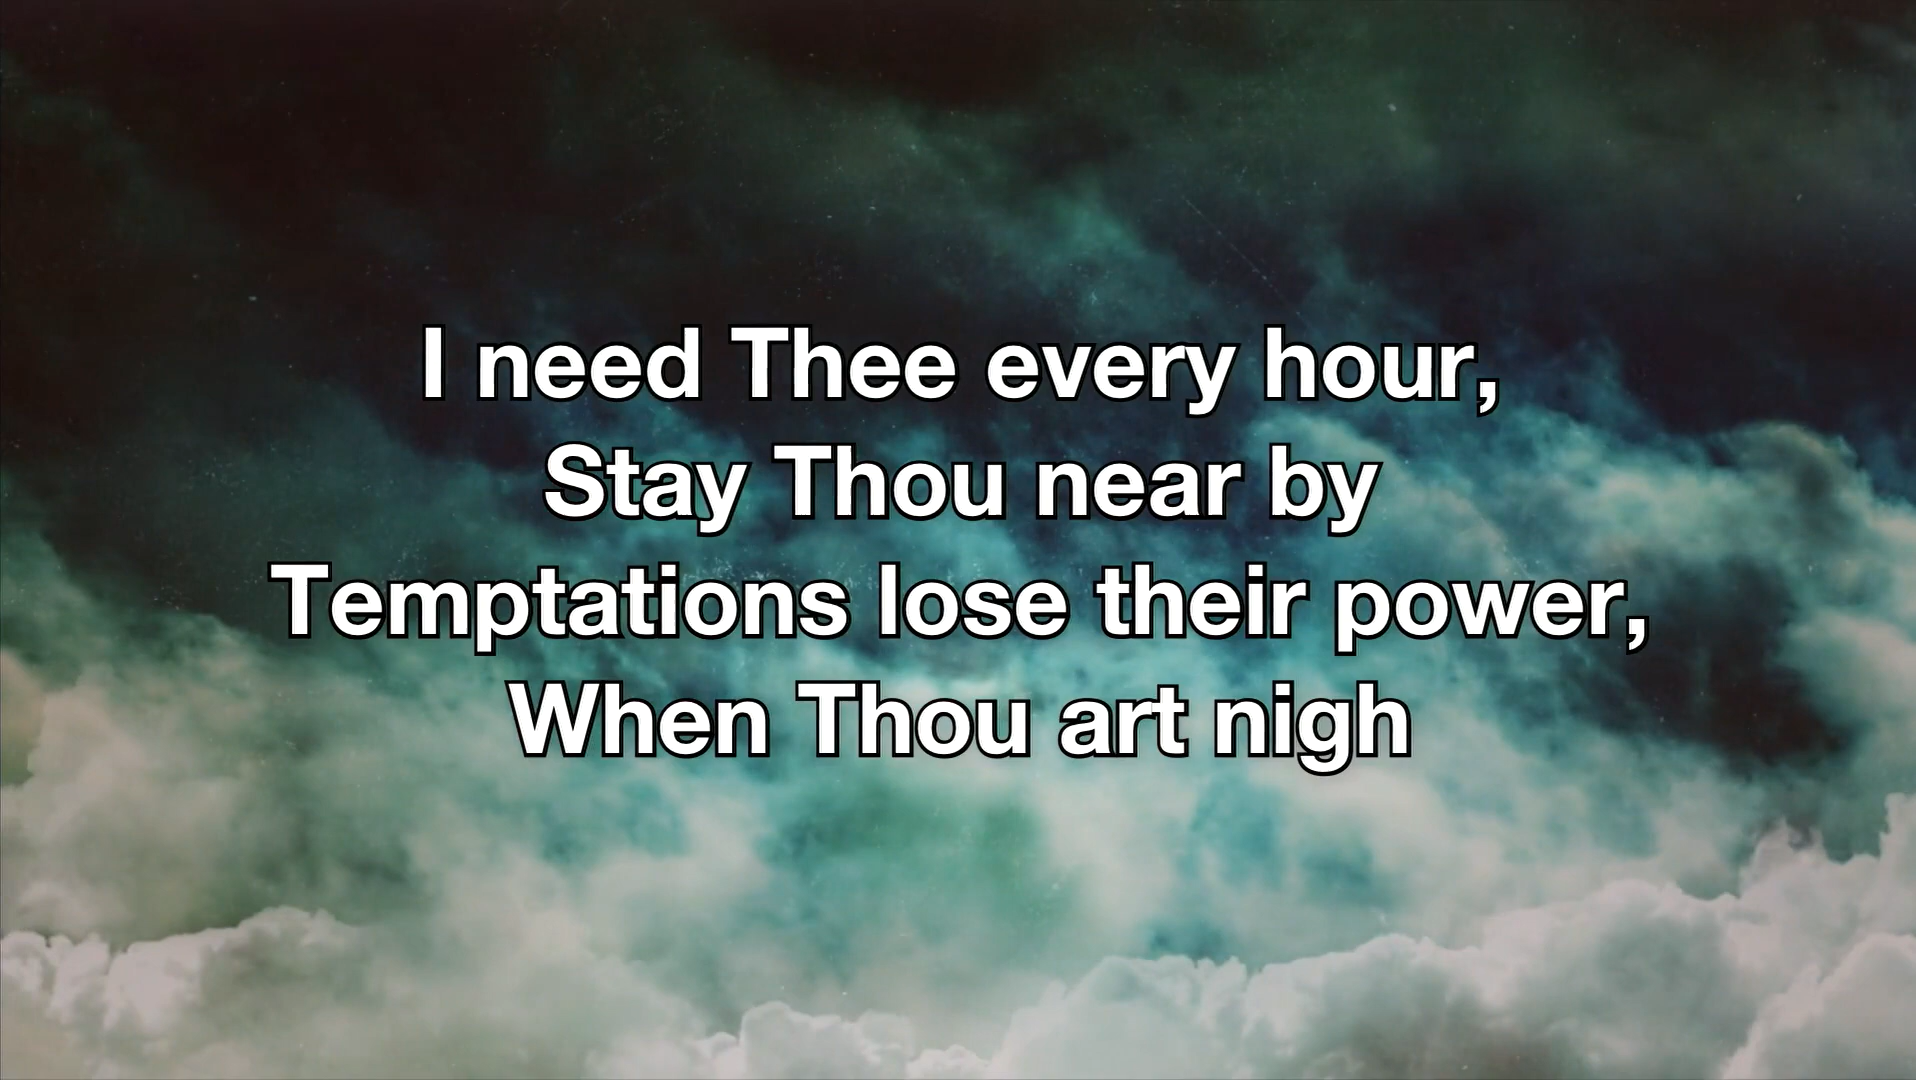 I need Thee every hour,
Stay Thou near by
Temptations lose their power,
When Thou art nigh